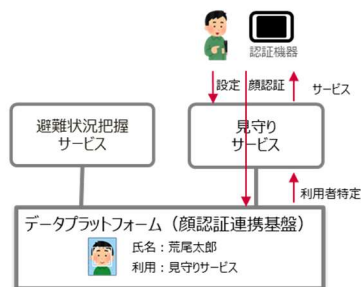 認証機器
設定 顔認証 サービス
避難状況把握
サービス
見守り
サービス
利用者特定
データプラットフォーム（顔認証連携基盤）
氏名：荒尾太郎
利用：見守りサービス